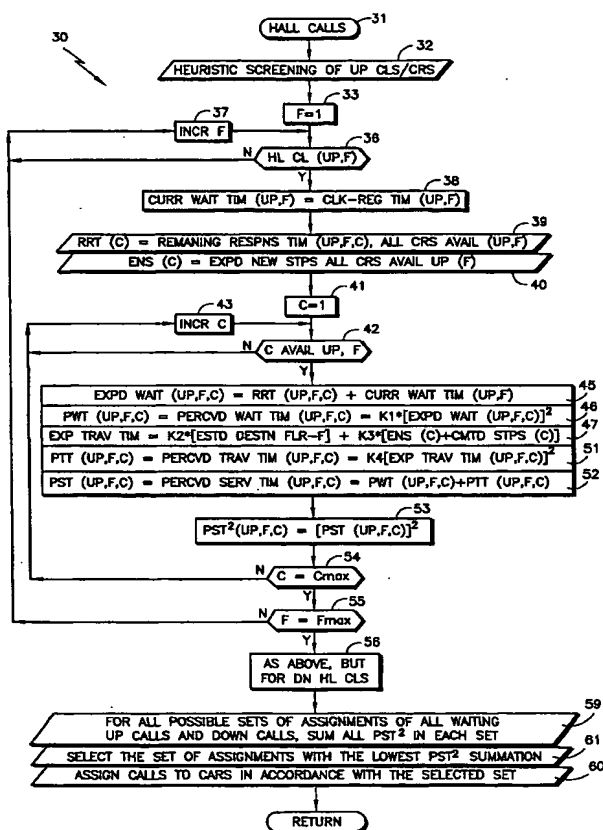 HALL CALLS
31
30
32
HEURISTIC SCREENING OF UP CLS/CRS
33
F=1
37
INCR F
36
N
HL CL (UP,F)
Y
38
CURR WAIT TIM (UP,F) = CLK-REG TIM (UP,F)
39
RRT (C) = REMANING RESPNS TIM (UP,F,C), ALL CRS AVAIL (UP,F)
ENS (C) = EXPD NEW STPS ALL CRS AVAIL UP (F)
40
41
C=1
43
INCR C
42
N
C AVAIL UP, F
Y
45
EXPD WAIT (UP,F,C) = RRT (UP,F,C) + CURR WAIT TIM (UP,F)
46
PWT (UP,F,C) = PERCVD WAIT TIM (UP,F,C) = K1*[EXPD WAIT (UP,F,C)]²
47
EXP TRAV TIM = K2*[ESTD DESTN FLR-F] + K3*[ENS (C)+CMTD STPS (C)]
51
PTT (UP,F,C) = PERCVD TRAV TIM (UP,F,C) = K4[EXP TRAV TIM (UP,F,C)]²
52
PST (UP,F,C) = PERCVD SERV TIM (UP,F,C) = PWT (UP,F,C)+PTT (UP,F,C)
53
PST²(UP,F,C) = [PST (UP,F,C)]²
54
N
C = Cmax
Y
55
N
F = Fmax
Y
56
AS ABOVE, BUT
FOR DN HL CLS
59
FOR ALL POSSIBLE SETS OF ASSIGNMENTS OF ALL WAITING
UP CALLS AND DOWN CALLS, SUM ALL PST² IN EACH SET
61
SELECT THE SET OF ASSIGNMENTS WITH THE LOWEST PST² SUMMATION
ASSIGN CALLS TO CARS IN ACCORDANCE WITH THE SELECTED SET
60
RETURN